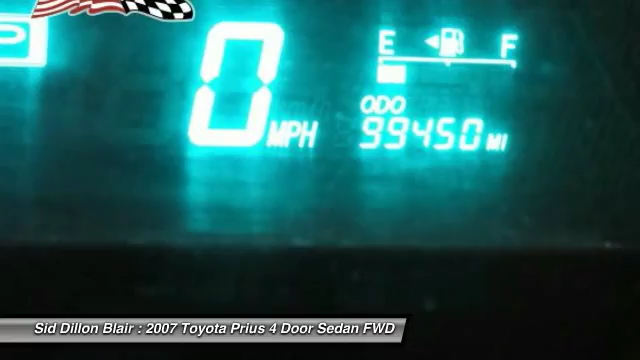 P
E F
0 MPH
ODO
99450 MI
Sid Dillon Blair : 2007 Toyota Prius 4 Door Sedan FWD